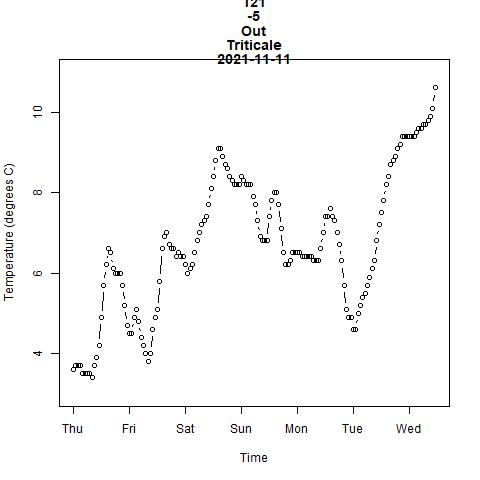 121
-5
Out
Triticale
2021-11-11
Temperature (degrees C)
10
8
6
4
Thu Fri Sat Sun Mon Tue Wed
Time